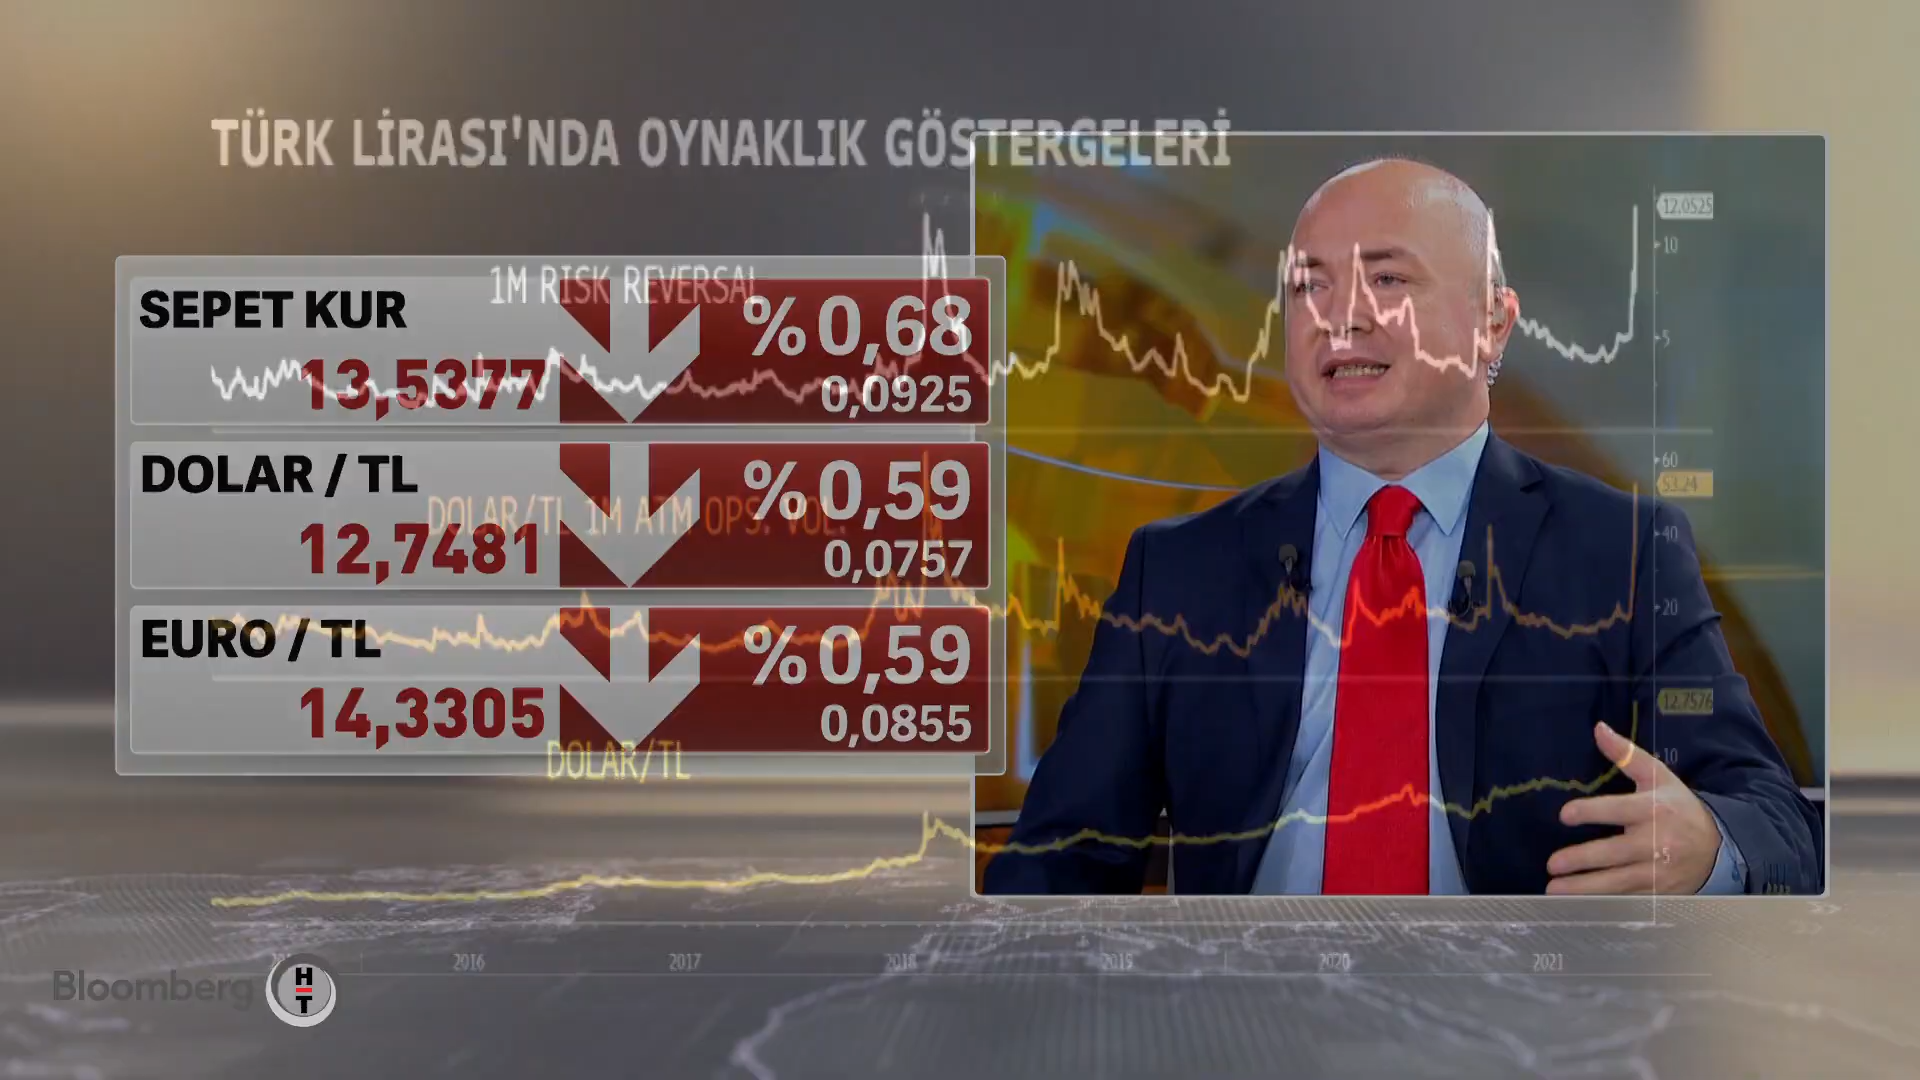 TÜRK LİRASI'NDA OYNAKLIK GÖSTERGELERİ
12.0525
10
5
1M RISK REVERSAL
SEPET KUR
13,5377
%0,68
0,0925
DOLAR / TL
12,7481
%0,59
0,0757
DOLAR/TL 1M ATM OPS. VOL.
60
53.24
40
20
EURO / TL
14,3305
%0,59
0,0855
DOLAR/TL
12.7576
10
5
2016
2017
2018
2019
2020
2021
Bloomberg
HT